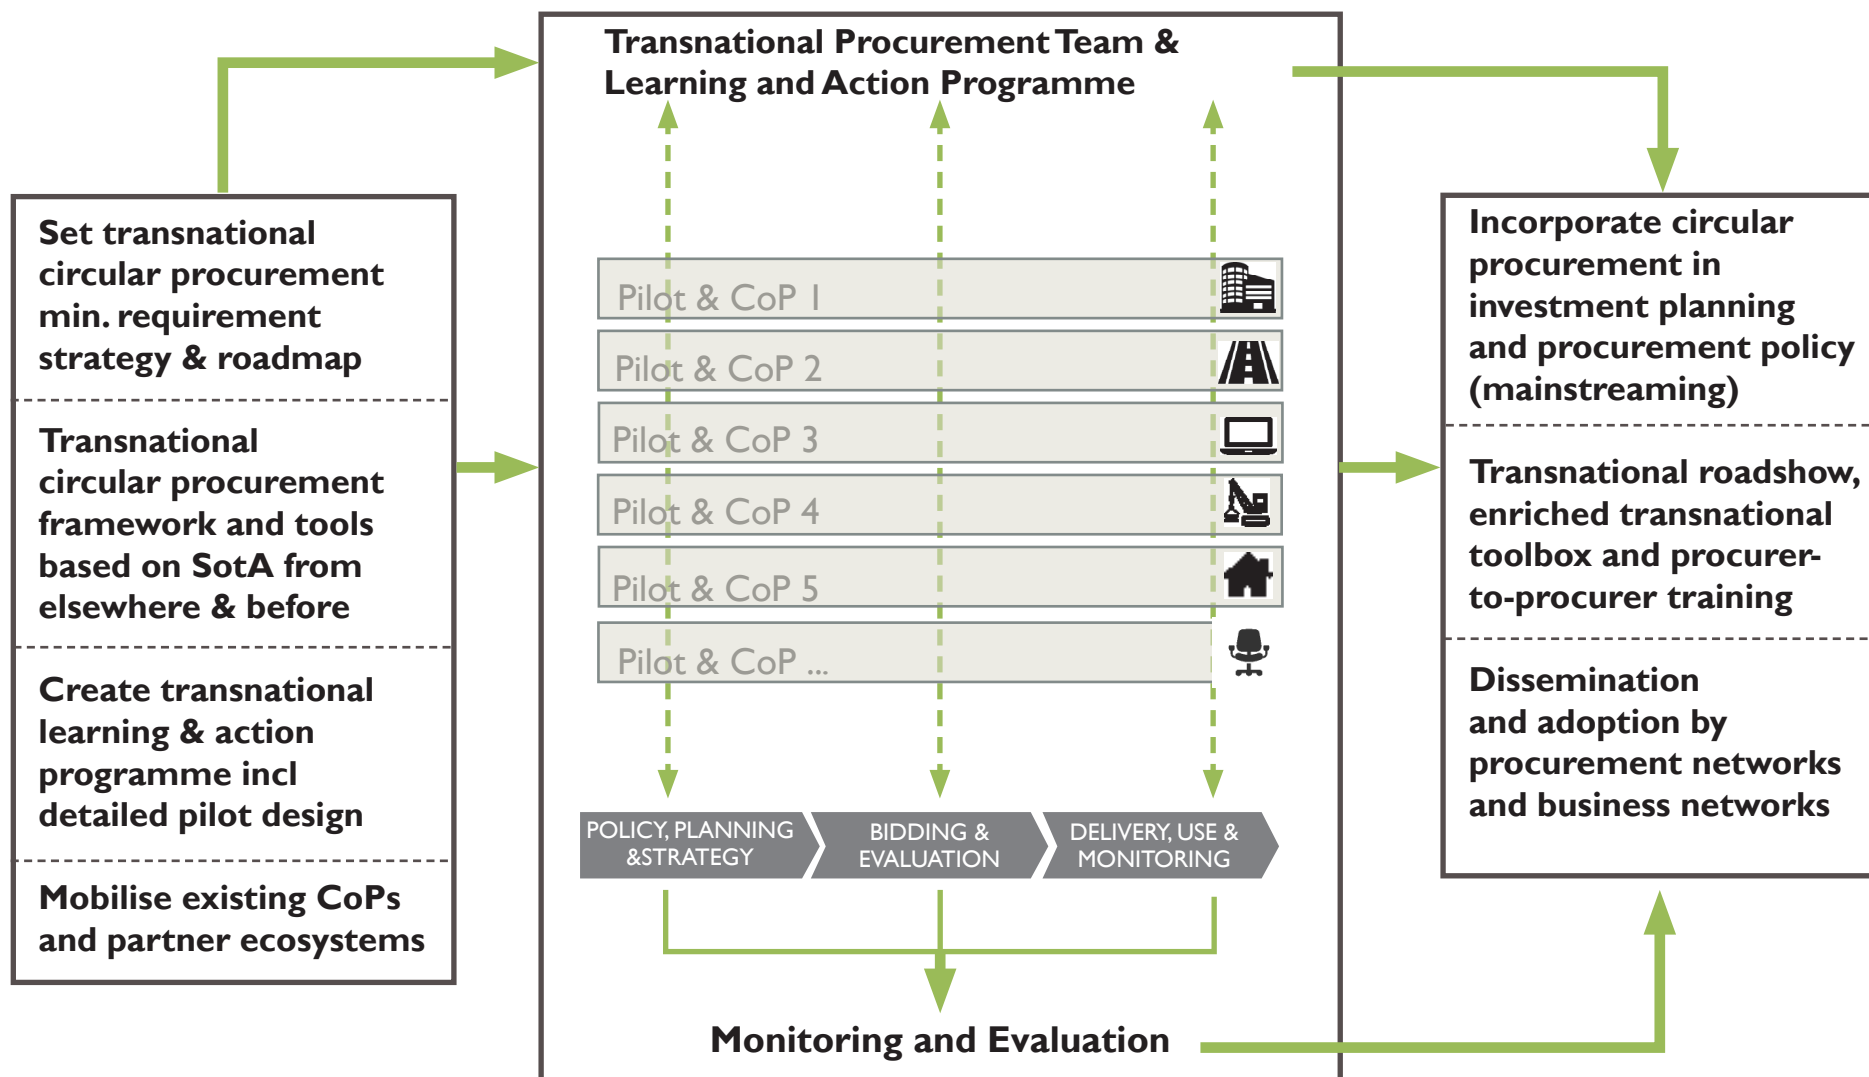 Set transnational
circular procurement
min. requirement
strategy & roadmap
Transnational
circular procurement
framework and tools
based on SotA from
elsewhere & before
Create transnational
learning & action
programme incl
detailed pilot design
Mobilise existing CoPs
and partner ecosystems
Transnational Procurement Team &
Learning and Action Programme
Pilot & CoP 1
Pilot & CoP 2
Pilot & CoP 3
Pilot & CoP 4
Pilot & CoP 5
Pilot & CoP ...
POLICY, PLANNING
&STRATEGY
BIDDING &
EVALUATION
DELIVERY, USE &
MONITORING
Monitoring and Evaluation
Incorporate circular
procurement in
investment planning
and procurement policy
(mainstreaming)
Transnational roadshow,
enriched transnational
toolbox and procurer-
to-procurer training
Dissemination
and adoption by
procurement networks
and business networks